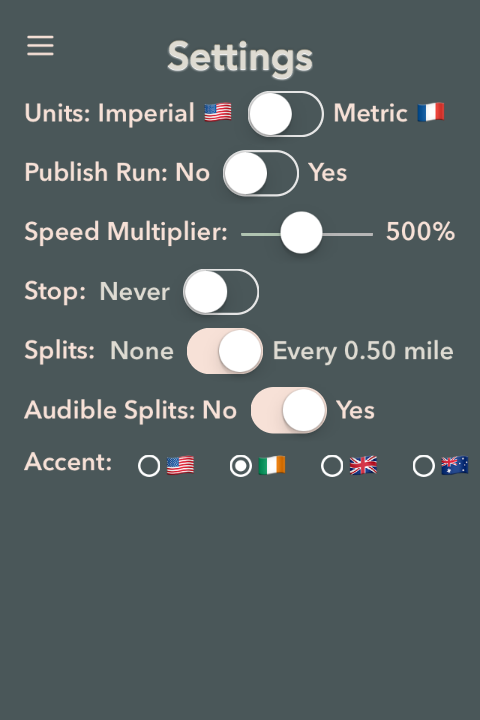 Settings
Units: Imperial 🇺🇸 Metric 🇫🇷
Publish Run: No Yes
Speed Multiplier: 500%
Stop: Never
Splits: None Every 0.50 mile
Audible Splits: No Yes
Accent: 🇺🇸 🇮🇪 🇬🇧 🇦🇺